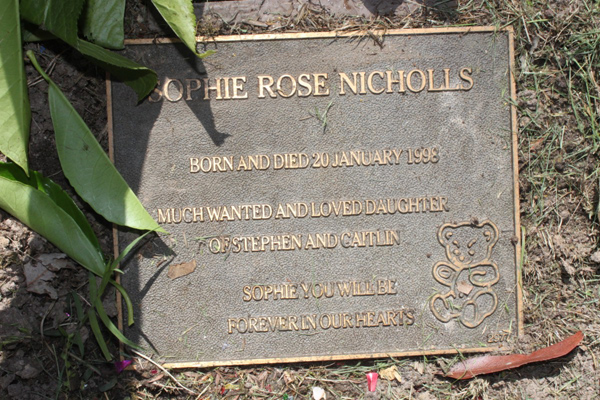 SOPHIE ROSE NICHOLLS
BORN AND DIED 20 JANUARY 1998
MUCH WANTED AND LOVED DAUGHTER
OF STEPHEN AND CAITLIN
SOPHIE YOU WILL BE
FOREVER IN OUR HEARTS